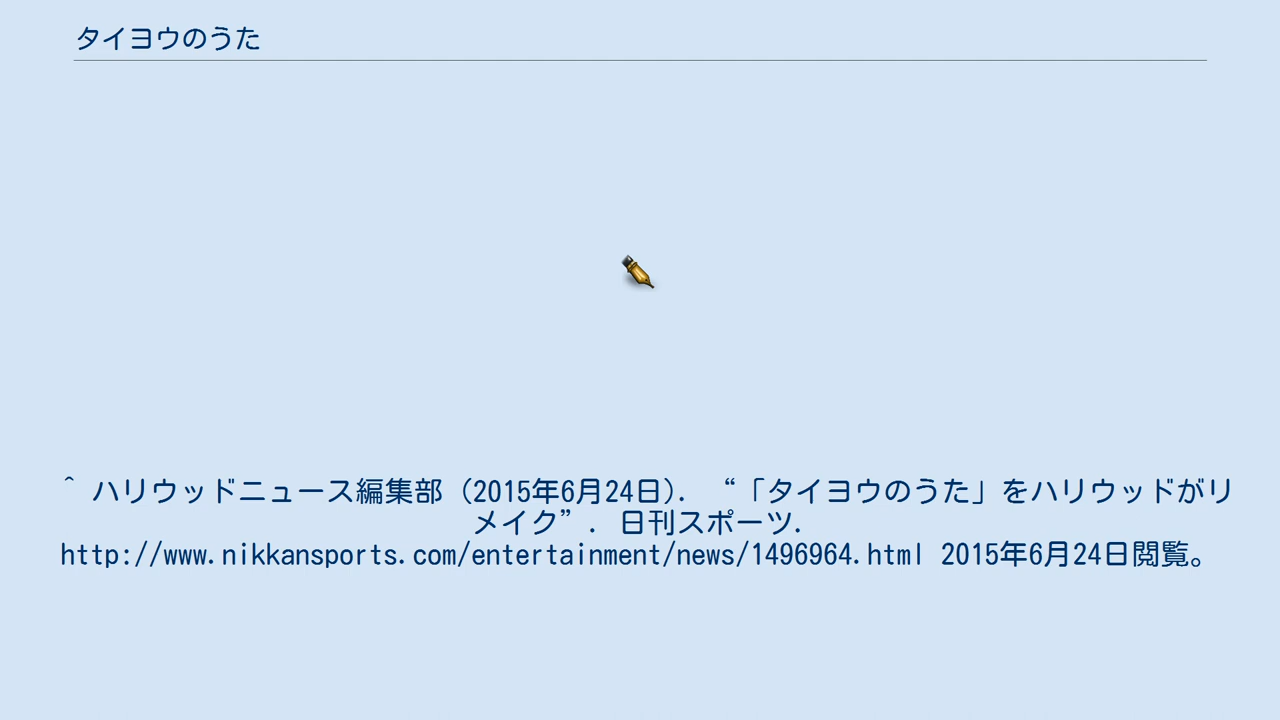 タイヨウのうた
^ ハリウッドニュース編集部 (2015年6月24日). “「タイヨウのうた」をハリウッドがリ
メイク”. 日刊スポーツ.
http://www.nikkansports.com/entertainment/news/1496964.html 2015年6月24日閲覧。